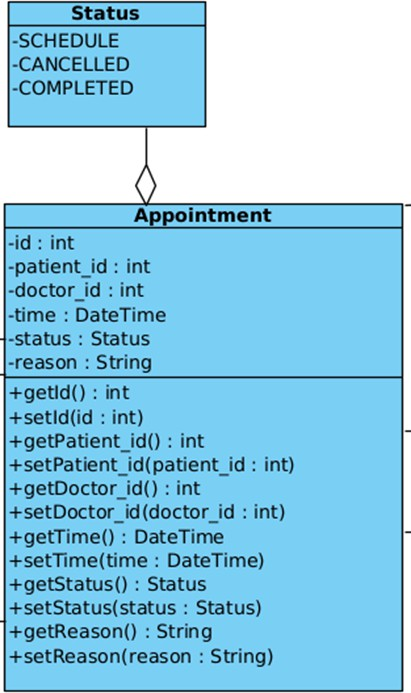 Status
-SCHEDULE
-CANCELLED
-COMPLETED
Appointment
-id : int
-patient_id : int
-doctor_id : int
-time : DateTime
-status : Status
-reason : String
+getId() : int
+setId(id : int)
+getPatient_id() : int
+setPatient_id(patient_id : int)
+getDoctor_id() : int
+setDoctor_id(doctor_id : int)
+getTime() : DateTime
+setTime(time : DateTime)
+getStatus() : Status
+setStatus(status : Status)
+getReason() : String
+setReason(reason : String)